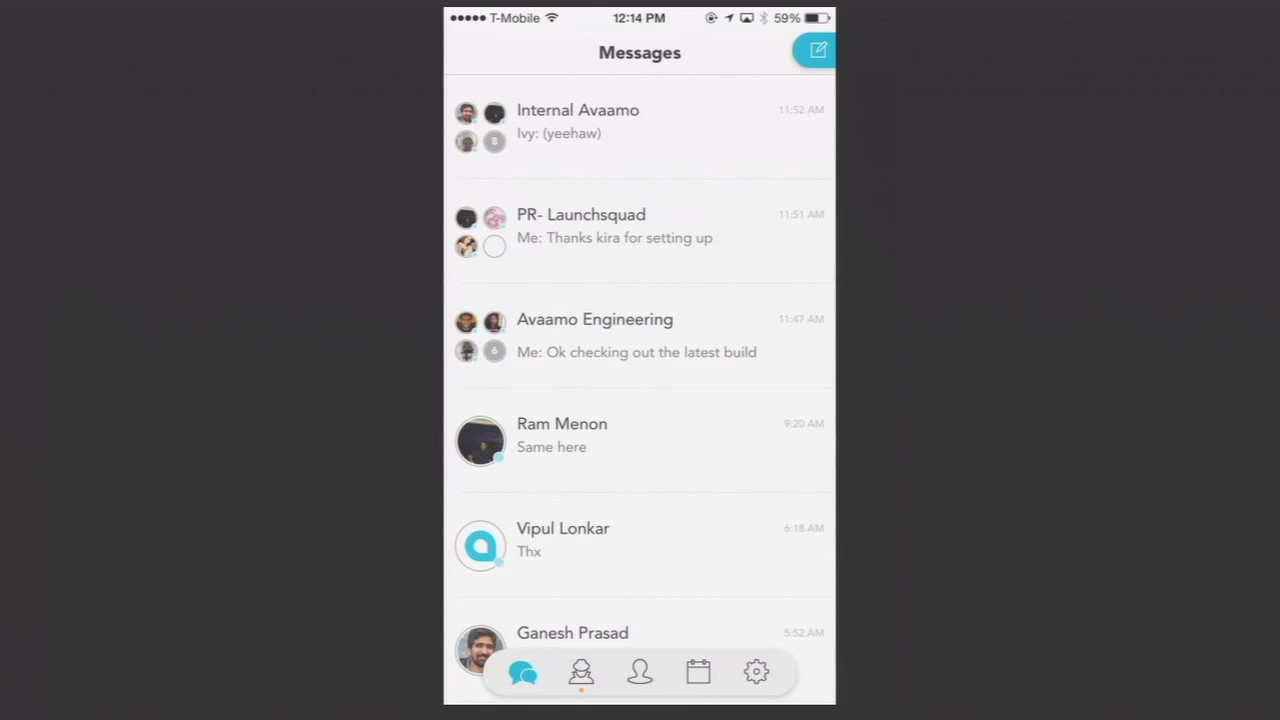 T-Mobile 12:14 PM 59%
Messages
Internal Avaamo 11:52 AM
Ivy: (yeehaw)
8
PR- Launchsquad 11:51 AM
Me: Thanks kira for setting up
Avaamo Engineering 11:47 AM
Me: Ok checking out the latest build
6
Ram Menon 9:20 AM
Same here
Vipul Lonkar 6:18 AM
Thx
Ganesh Prasad 5:52 AM